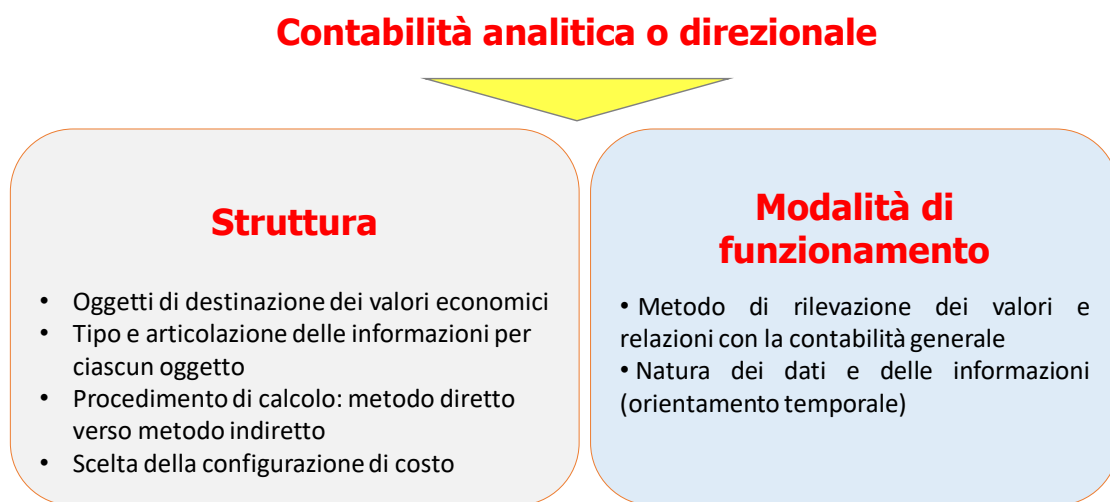 Contabilità analitica o direzionale
Struttura
• Oggetti di destinazione dei valori economici
• Tipo e articolazione delle informazioni per
ciascun oggetto
• Procedimento di calcolo: metodo diretto
verso metodo indiretto
• Scelta della configurazione di costo
Modalità di
funzionamento
• Metodo di rilevazione dei valori e
relazioni con la contabilità generale
• Natura dei dati e delle informazioni
(orientamento temporale)